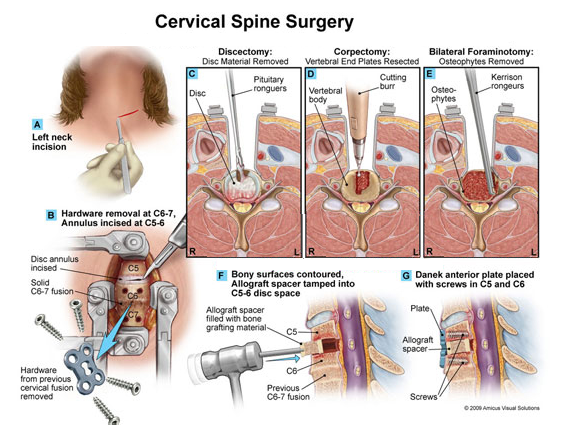 Cervical Spine Surgery
A
Left neck
incision
B
Hardware removal at C6-7,
Annulus incised at C5-6
Disc annulus
incised
Solid
C6-7 fusion
C5
C6
C7
Hardware
from previous
cervical fusion
removed
Discectomy:
Disc Material Removed
C
Disc
Pituitary
ronguers
R
L
Corpectomy:
Vertebral End Plates Resected
D
Vertebral
body
Cutting
burr
R
L
Bilateral Foraminotomy:
Osteophytes Removed
E
Osteo-
phytes
Kerrison
rongeurs
R
L
F
Bony surfaces contoured,
Allograft spacer tamped into
C5-6 disc space
Allograft spacer
filled with bone
grafting material
C5
C6
Previous
C6-7 fusion
G
Danek anterior plate placed
with screws in C5 and C6
Plate
Allograft
spacer
Screws
© 2009 Amicus Visual Solutions